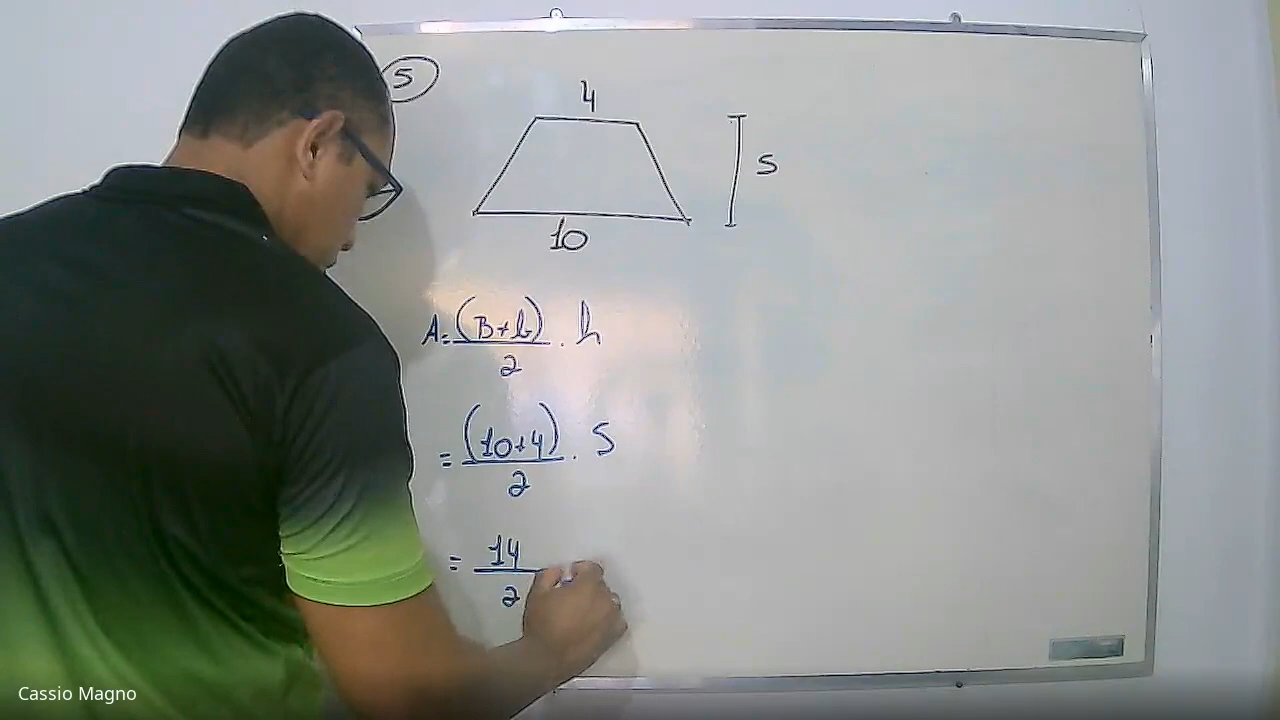 5
4
5
10
A=(B+b)/2 . h
=(10+4)/2 . 5
=14/2
Cassio Magno